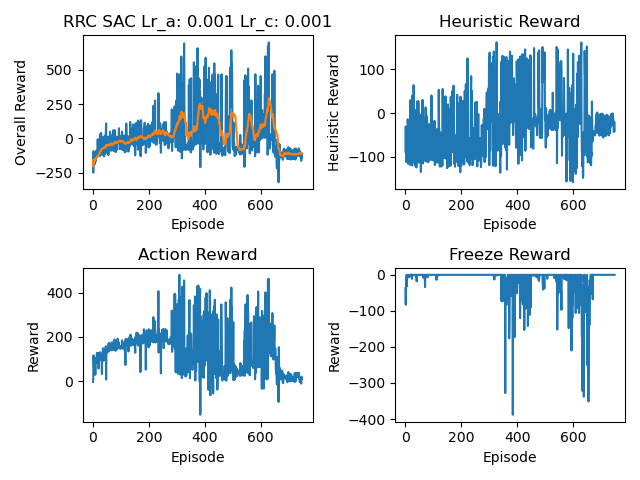 RRC SAC Lr_a: 0.001 Lr_c: 0.001
Overall Reward
500
250
0
−250
0
200
400
600
Episode
Heuristic Reward
Heuristic Reward
100
0
−100
0
200
400
600
Episode
Action Reward
Reward
400
200
0
0
200
400
600
Episode
Freeze Reward
Reward
0
−100
−200
−300
−400
0
200
400
600
Episode